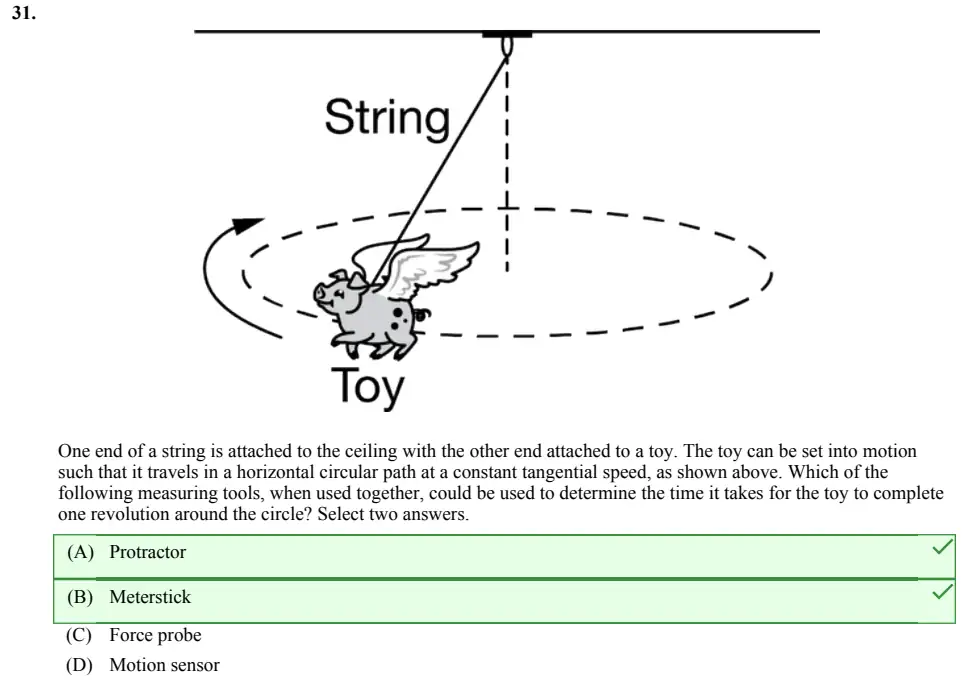 31.
String
Toy
One end of a string is attached to the ceiling with the other end attached to a toy. The toy can be set into motion
such that it travels in a horizontal circular path at a constant tangential speed, as shown above. Which of the
following measuring tools, when used together, could be used to determine the time it takes for the toy to complete
one revolution around the circle? Select two answers.
(A) Protractor
(B) Meterstick
(C) Force probe
(D) Motion sensor